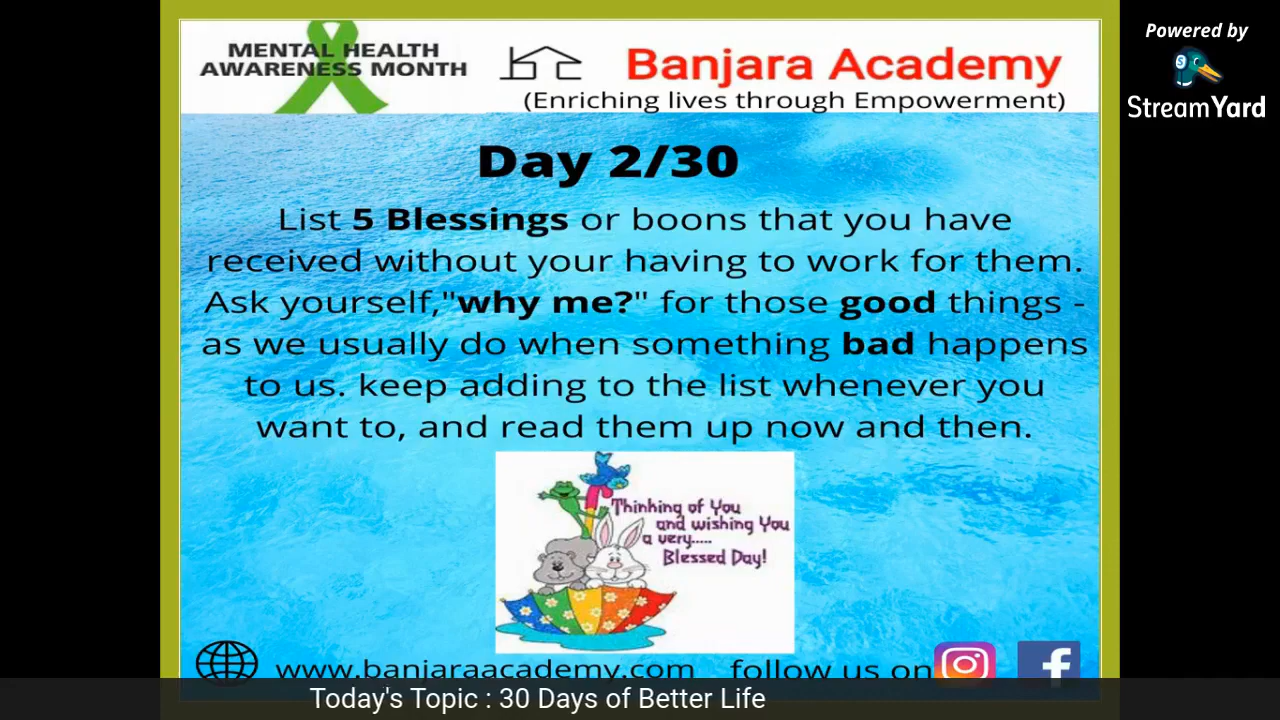 Powered by
StreamYard
MENTAL HEALTH
AWARENESS MONTH
Banjara Academy
(Enriching lives through Empowerment)
Day 2/30
List 5 Blessings or boons that you have
received without your having to work for them.
Ask yourself,"why me?" for those good things -
as we usually do when something bad happens
to us. keep adding to the list whenever you
want to, and read them up now and then.
Thinking of You
and wishing You
a very.....
Blessed Day!
www.banjaraacademy.com follow us on
Today's Topic : 30 Days of Better Life